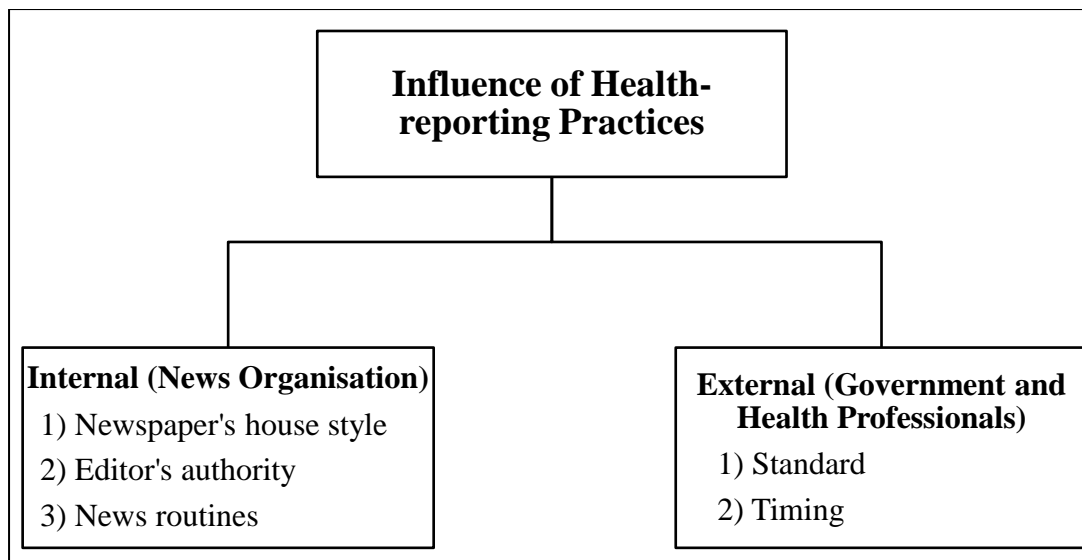 Influence of Health-
reporting Practices
Internal (News Organisation)
1) Newspaper's house style
2) Editor's authority
3) News routines
External (Government and
Health Professionals)
1) Standard
2) Timing